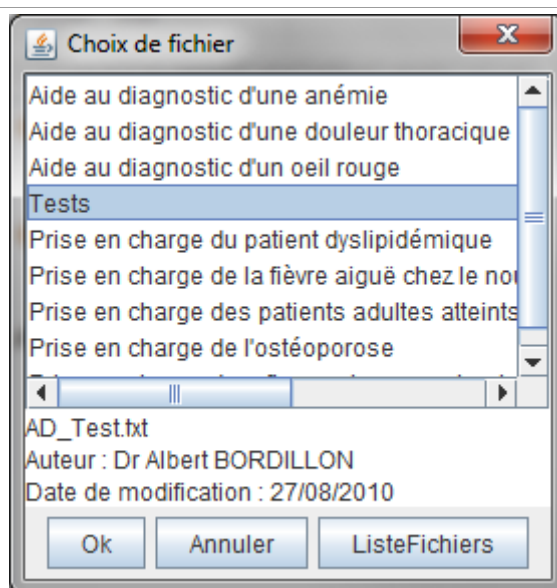 Choix de fichier
Aide au diagnostic d'une anémie
Aide au diagnostic d'une douleur thoracique
Aide au diagnostic d'un oeil rouge
Tests
Prise en charge du patient dyslipidémique
Prise en charge de la fièvre aiguë chez le nou
Prise en charge des patients adultes atteints
Prise en charge de l'ostéoporose
AD_Test.txt
Auteur : Dr Albert BORDILLON
Date de modification : 27/08/2010
Ok Annuler ListeFichiers